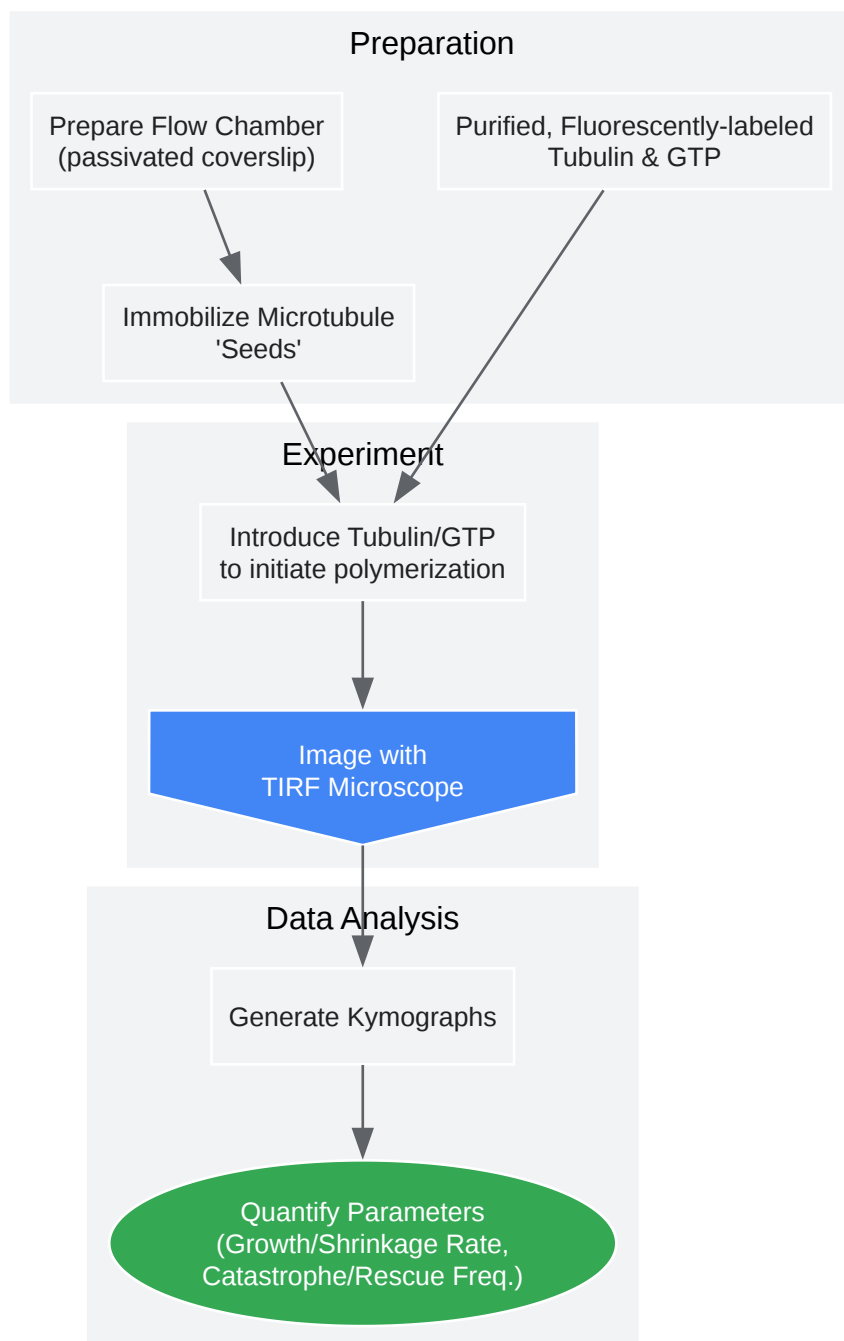 Preparation
Prepare Flow Chamber
(passivated coverslip)
Purified, Fluorescently-labeled
Tubulin & GTP
Immobilize Microtubule
'Seeds'
Experiment
Introduce Tubulin/GTP
to initiate polymerization
Image with
TIRF Microscope
Data Analysis
Generate Kymographs
Quantify Parameters
(Growth/Shrinkage Rate,
Catastrophe/Rescue Freq.)